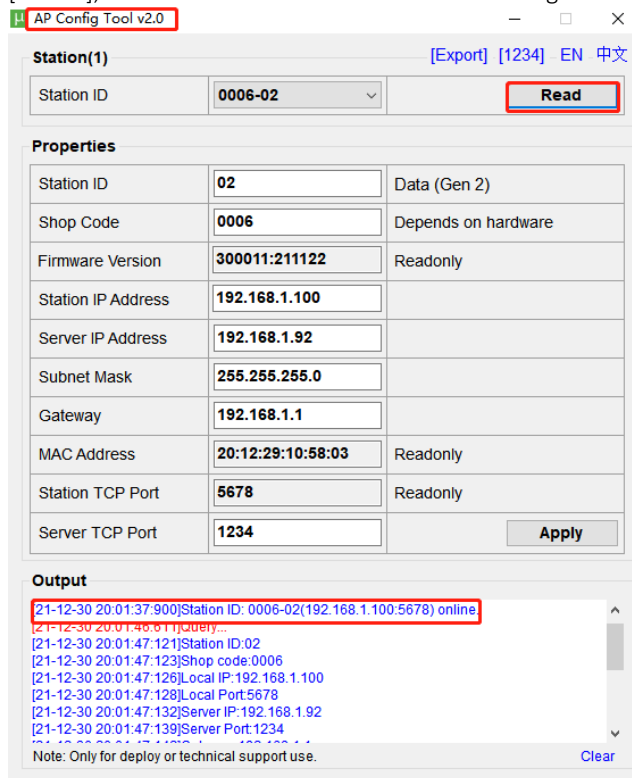 AP Config Tool v2.0
Station(1) [Export] [1234] EN 中文
Station ID 0006-02 Read
Properties
Station ID 02 Data (Gen 2)
Shop Code 0006 Depends on hardware
Firmware Version 300011:211122 Readonly
Station IP Address 192.168.1.100
Server IP Address 192.168.1.92
Subnet Mask 255.255.255.0
Gateway 192.168.1.1
MAC Address 20:12:29:10:58:03 Readonly
Station TCP Port 5678 Readonly
Server TCP Port 1234 Apply
Output
[21-12-30 20:01:37:900]Station ID: 0006-02(192.168.1.100:5678) online.
[21-12-30 20:01:46:611]Query...
[21-12-30 20:01:47:121]Station ID:02
[21-12-30 20:01:47:123]Shop code:0006
[21-12-30 20:01:47:126]Local IP:192.168.1.100
[21-12-30 20:01:47:128]Local Port:5678
[21-12-30 20:01:47:132]Server IP:192.168.1.92
[21-12-30 20:01:47:139]Server Port:1234
Note: Only for deploy or technical support use. Clear